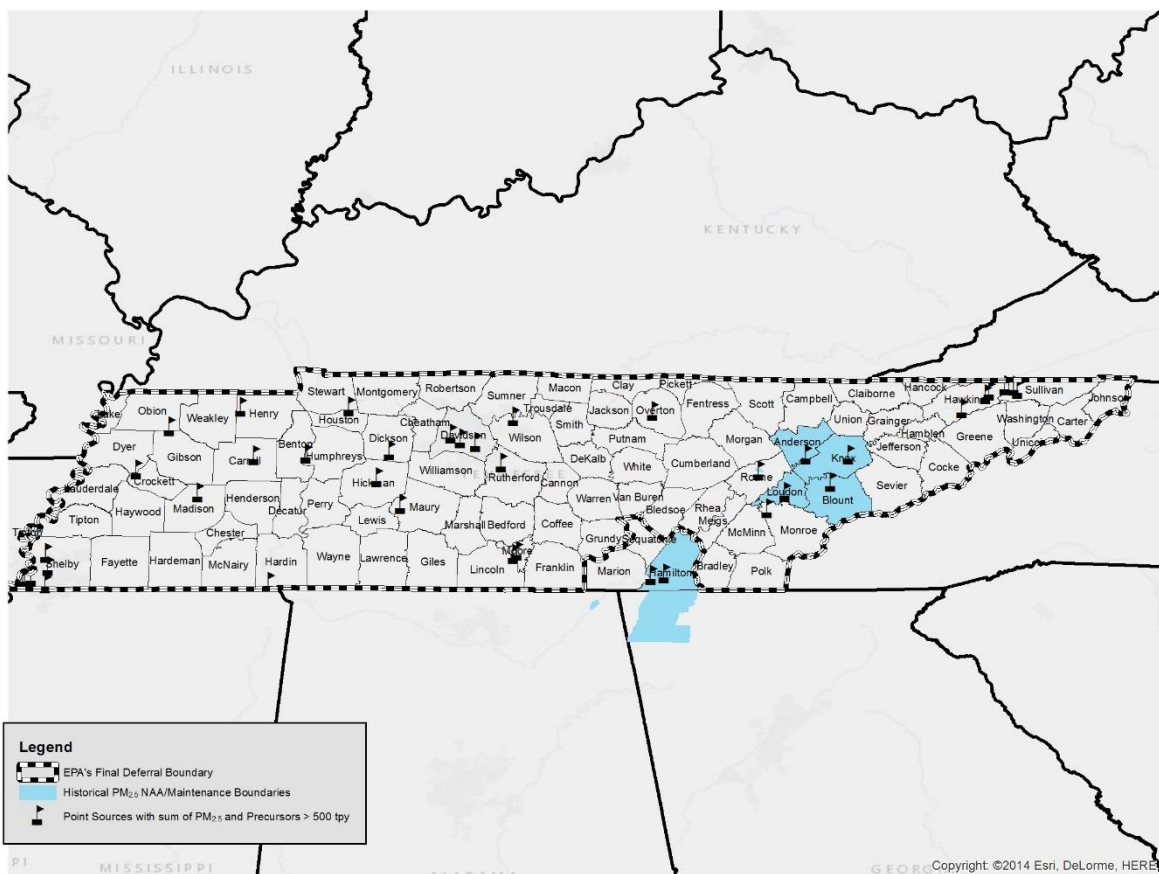 ILLINOIS
KENTUCKY
MISSOURI
Pickett
Clay
Macon
Robertson
Sumner
Stewart
Montgomery
Scott
Campbell
Claiborne
Hancock
Sullivan
Johnson
Hawkins
Obion
Weakley
Henry
Houston
Cheatham
Trousdale
Jackson
Overton
Fentress
Union
Grainger
Washington
Carter
Smith
Hamblen
Greene
Unicoi
Dyer
Gibson
Carroll
Benton
Humphreys
Dickson
Davidson
Wilson
Putnam
Morgan
Anderson
Knox
Jefferson
Cocke
DeKalb
White
Cumberland
Williamson
Rutherford
Cannon
Roane
Sevier
Lauderdale
Crockett
Hickman
Loudon
Blount
Haywood
Madison
Henderson
Decatur
Perry
Lewis
Maury
Warren
Van Buren
Bledsoe
Rhea
Meigs
Tipton
Chester
Marshall
Bedford
Coffee
McMinn
Monroe
Grundy
Sequatchie
Shelby
Fayette
Hardeman
McNairy
Hardin
Wayne
Lawrence
Giles
Lincoln
Moore
Franklin
Marion
Hamilton
Bradley
Polk
Legend
EPA's Final Deferral Boundary
Historical PM2.5 NAA/Maintenance Boundaries
Point Sources with sum of PM2.5 and Precursors > 500 tpy
MISSISSIPPI
Copyright: ©2014 Esri, DeLorme, HERE